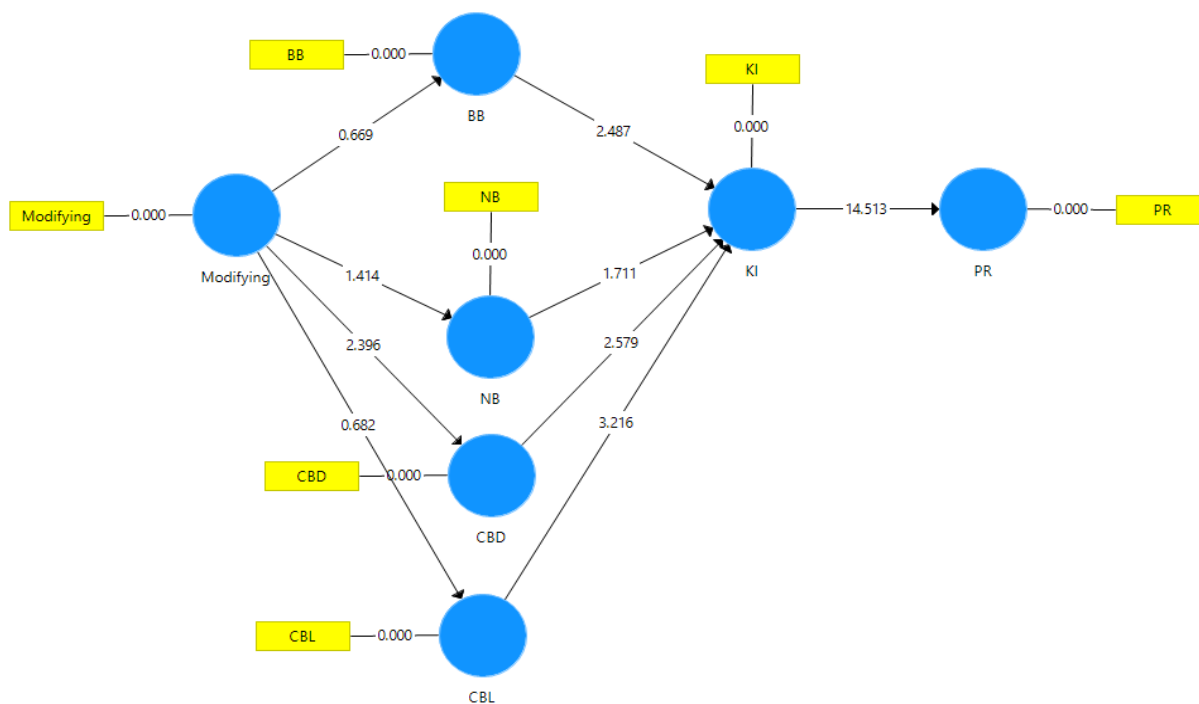 BB
0.000
BB
KI
0.669
2.487
0.000
Modifying
0.000
NB
14.513
0.000
PR
0.000
Modifying
KI
PR
1.414
1.711
2.396
2.579
NB
0.682
3.216
CBD
0.000
CBD
CBL
0.000
CBL